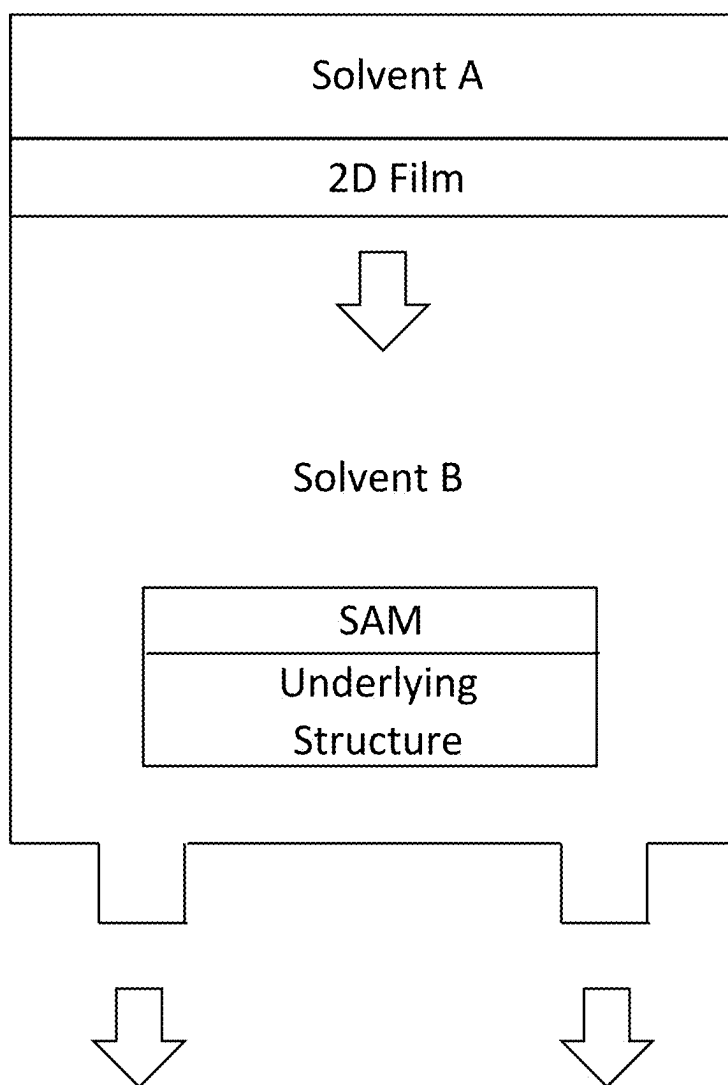 Solvent A
2D Film
Solvent B
SAM
Underlying
Structure